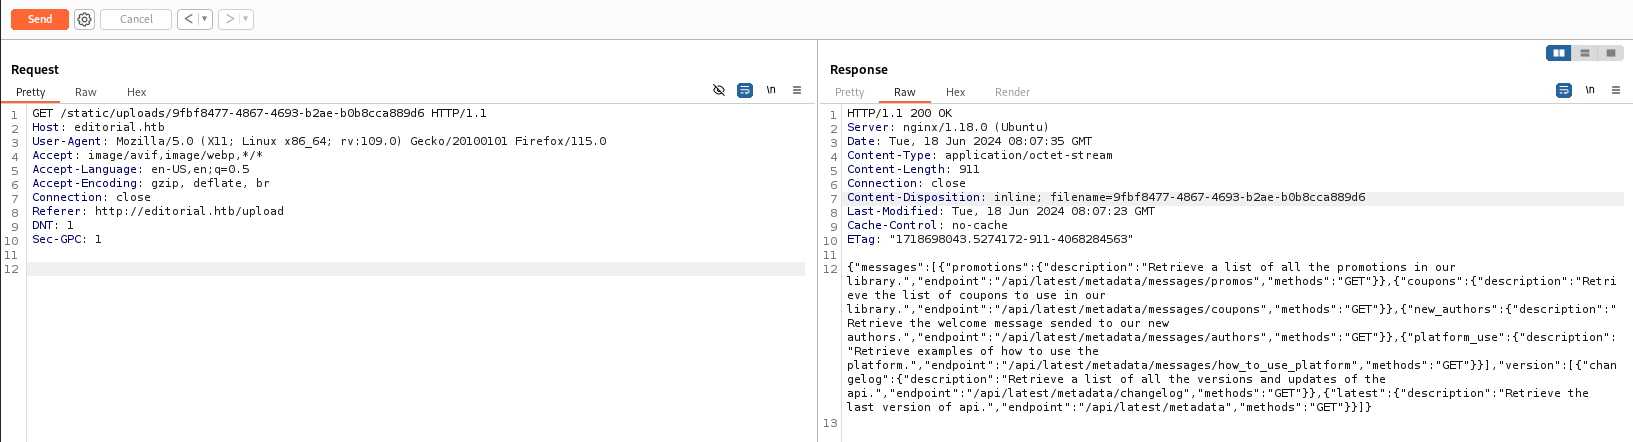 Send
Cancel
< | ▼
> | ▼
Request
Pretty Raw Hex
\n
1 GET /static/uploads/9fbf8477-4867-4693-b2ae-b0b8cca889d6 HTTP/1.1
2 Host: editorial.htb
3 User-Agent: Mozilla/5.0 (X11; Linux x86_64; rv:109.0) Gecko/20100101 Firefox/115.0
4 Accept: image/avif,image/webp,*/*
5 Accept-Language: en-US,en;q=0.5
6 Accept-Encoding: gzip, deflate, br
7 Connection: close
8 Referer: http://editorial.htb/upload
9 DNT: 1
10 Sec-GPC: 1
11
12
Response
Pretty Raw Hex Render
\n
1 HTTP/1.1 200 OK
2 Server: nginx/1.18.0 (Ubuntu)
3 Date: Tue, 18 Jun 2024 08:07:35 GMT
4 Content-Type: application/octet-stream
5 Content-Length: 911
6 Connection: close
7 Content-Disposition: inline; filename=9fbf8477-4867-4693-b2ae-b0b8cca889d6
8 Last-Modified: Tue, 18 Jun 2024 08:07:23 GMT
9 Cache-Control: no-cache
10 ETag: "1718698043.5274172-911-4068284563"
11
12 {"messages":[{"promotions":{"description":"Retrieve a list of all the promotions in our
library.","endpoint":"/api/latest/metadata/messages/promos","methods":"GET"}},{"coupons":{"description":"Retri
eve the list of coupons to use in our
library.","endpoint":"/api/latest/metadata/messages/coupons","methods":"GET"}},{"new_authors":{"description":"
Retrieve the welcome message sended to our new
authors.","endpoint":"/api/latest/metadata/messages/authors","methods":"GET"}},{"platform_use":{"description":
"Retrieve examples of how to use the
platform.","endpoint":"/api/latest/metadata/messages/how_to_use_platform","methods":"GET"}}],"version":[{"chan
gelog":{"description":"Retrieve a list of all the versions and updates of the
api.","endpoint":"/api/latest/metadata/changelog","methods":"GET"}},{"latest":{"description":"Retrieve the
last version of api.","endpoint":"/api/latest/metadata","methods":"GET"}}]}
13